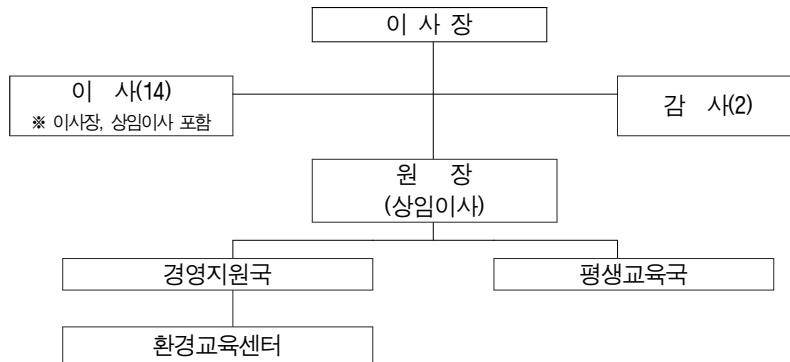 이 사 장
이 사(14)
※ 이사장, 상임이사 포함
감 사(2)
원 장
(상임이사)
경영지원국
평생교육국
환경교육센터